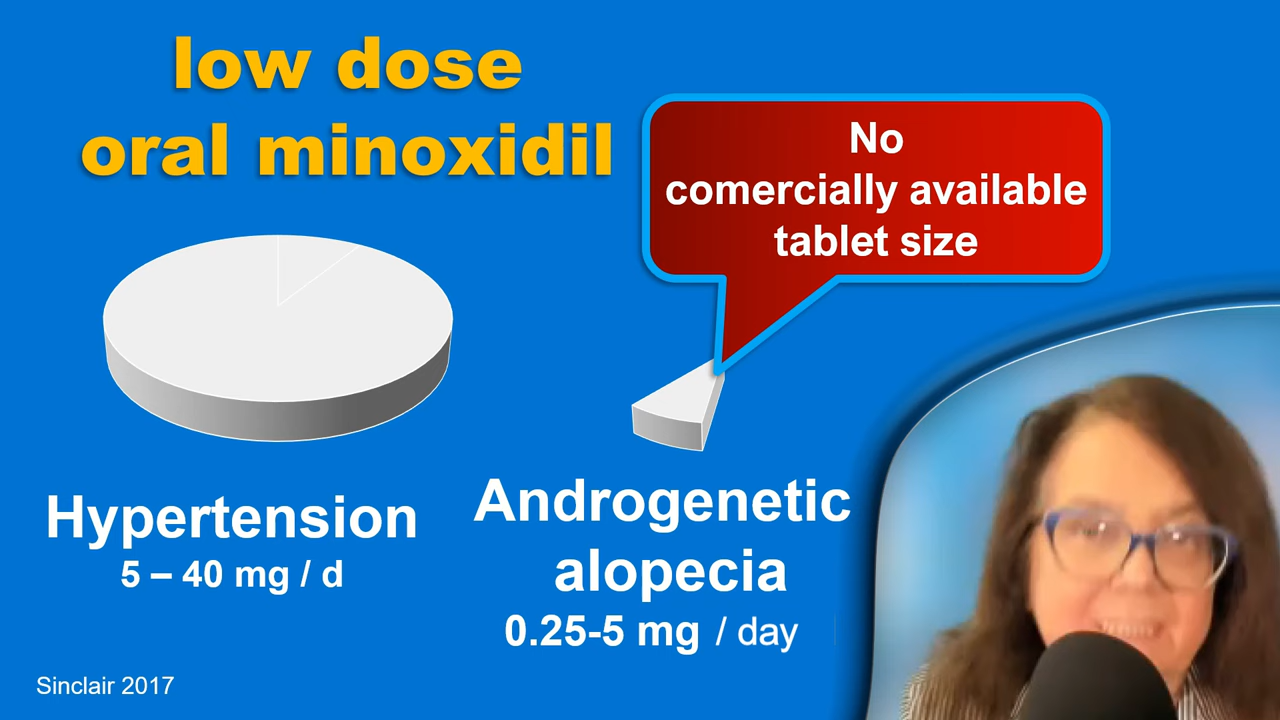 low dose
oral minoxidil
No
comercially available
tablet size
Hypertension
5 – 40 mg / d
Androgenetic
alopecia
0.25-5 mg / day
Sinclair 2017